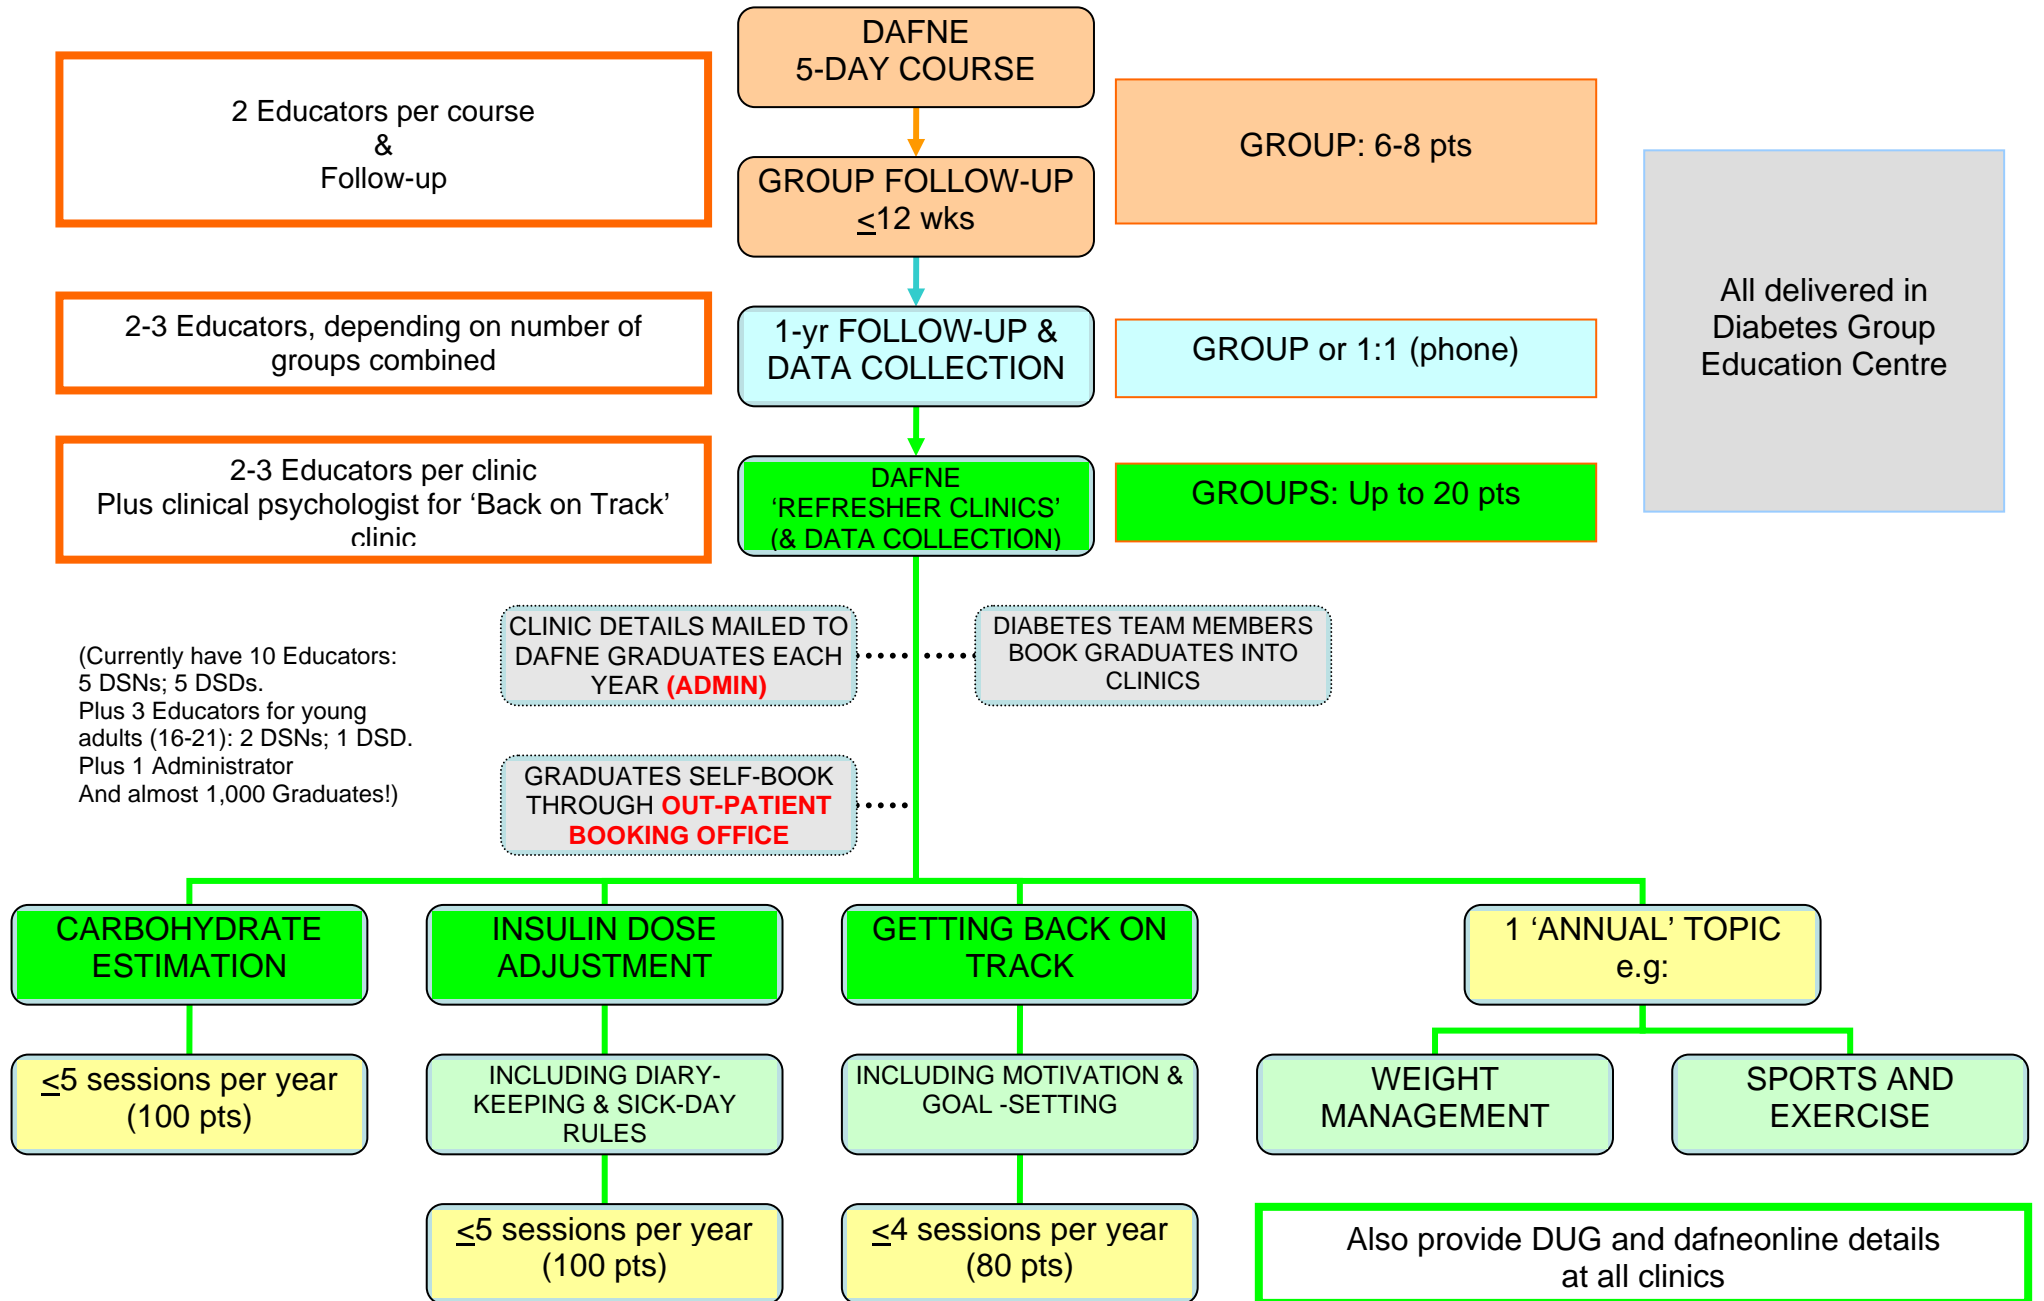 DAFNE
5-DAY COURSE
2 Educators per course
&
Follow-up
GROUP: 6-8 pts
GROUP FOLLOW-UP
≤12 wks
All delivered in
Diabetes Group
Education Centre
2-3 Educators, depending on number of
groups combined
1-yr FOLLOW-UP &
DATA COLLECTION
GROUP or 1:1 (phone)
2-3 Educators per clinic
Plus clinical psychologist for ‘Back on Track’
clinic
DAFNE
‘REFRESHER CLINICS’
(& DATA COLLECTION)
GROUPS: Up to 20 pts
(Currently have 10 Educators:
5 DSNs; 5 DSDs.
Plus 3 Educators for young
adults (16-21): 2 DSNs; 1 DSD.
Plus 1 Administrator
And almost 1,000 Graduates!)
CLINIC DETAILS MAILED TO
DAFNE GRADUATES EACH
YEAR (ADMIN)
DIABETES TEAM MEMBERS
BOOK GRADUATES INTO
CLINICS
GRADUATES SELF-BOOK
THROUGH OUT-PATIENT
BOOKING OFFICE
CARBOHYDRATE
ESTIMATION
INSULIN DOSE
ADJUSTMENT
GETTING BACK ON
TRACK
1 ‘ANNUAL’ TOPIC
e.g:
≤5 sessions per year
(100 pts)
INCLUDING DIARY-
KEEPING & SICK-DAY
RULES
INCLUDING MOTIVATION &
GOAL -SETTING
WEIGHT
MANAGEMENT
SPORTS AND
EXERCISE
≤5 sessions per year
(100 pts)
≤4 sessions per year
(80 pts)
Also provide DUG and dafneonline details
at all clinics